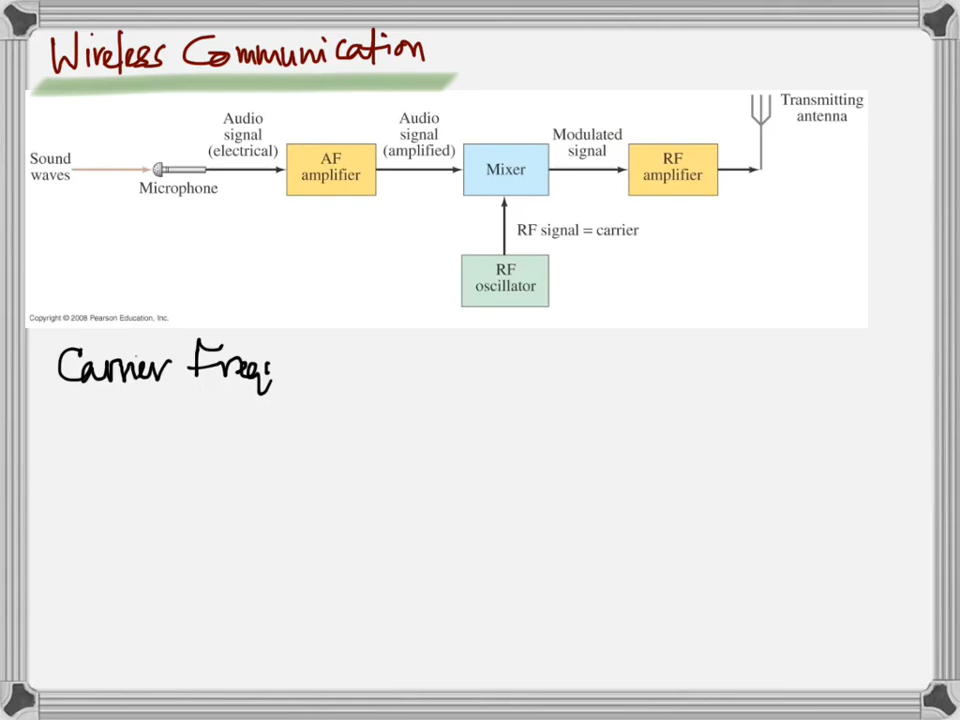 Wireless Communication
Transmitting
antenna
Audio
signal
(electrical)
Audio
signal
(amplified)
Modulated
signal
Sound
waves
Microphone
AF
amplifier
Mixer
RF
amplifier
RF signal = carrier
RF
oscillator
Copyright © 2008 Pearson Education, Inc.
Carrier Freq